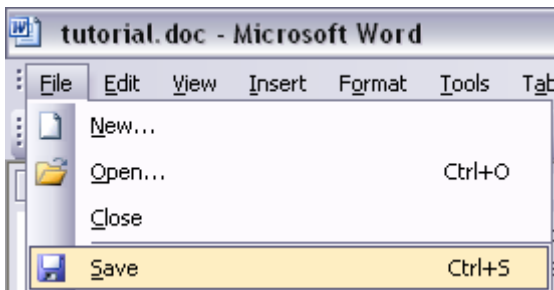 tutorial.doc - Microsoft Word
File Edit View Insert Format Tools
New...
Open... Ctrl+O
Close
Save Ctrl+S